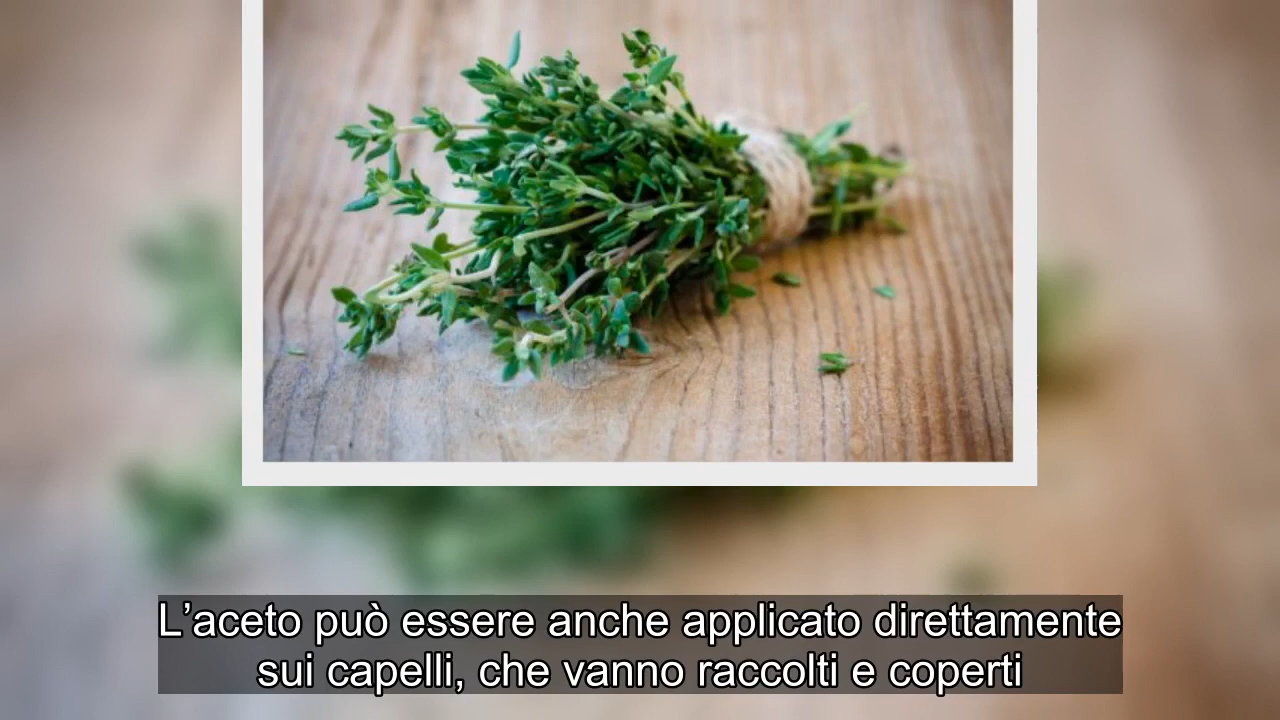 L’aceto può essere anche applicato direttamente
sui capelli, che vanno raccolti e coperti